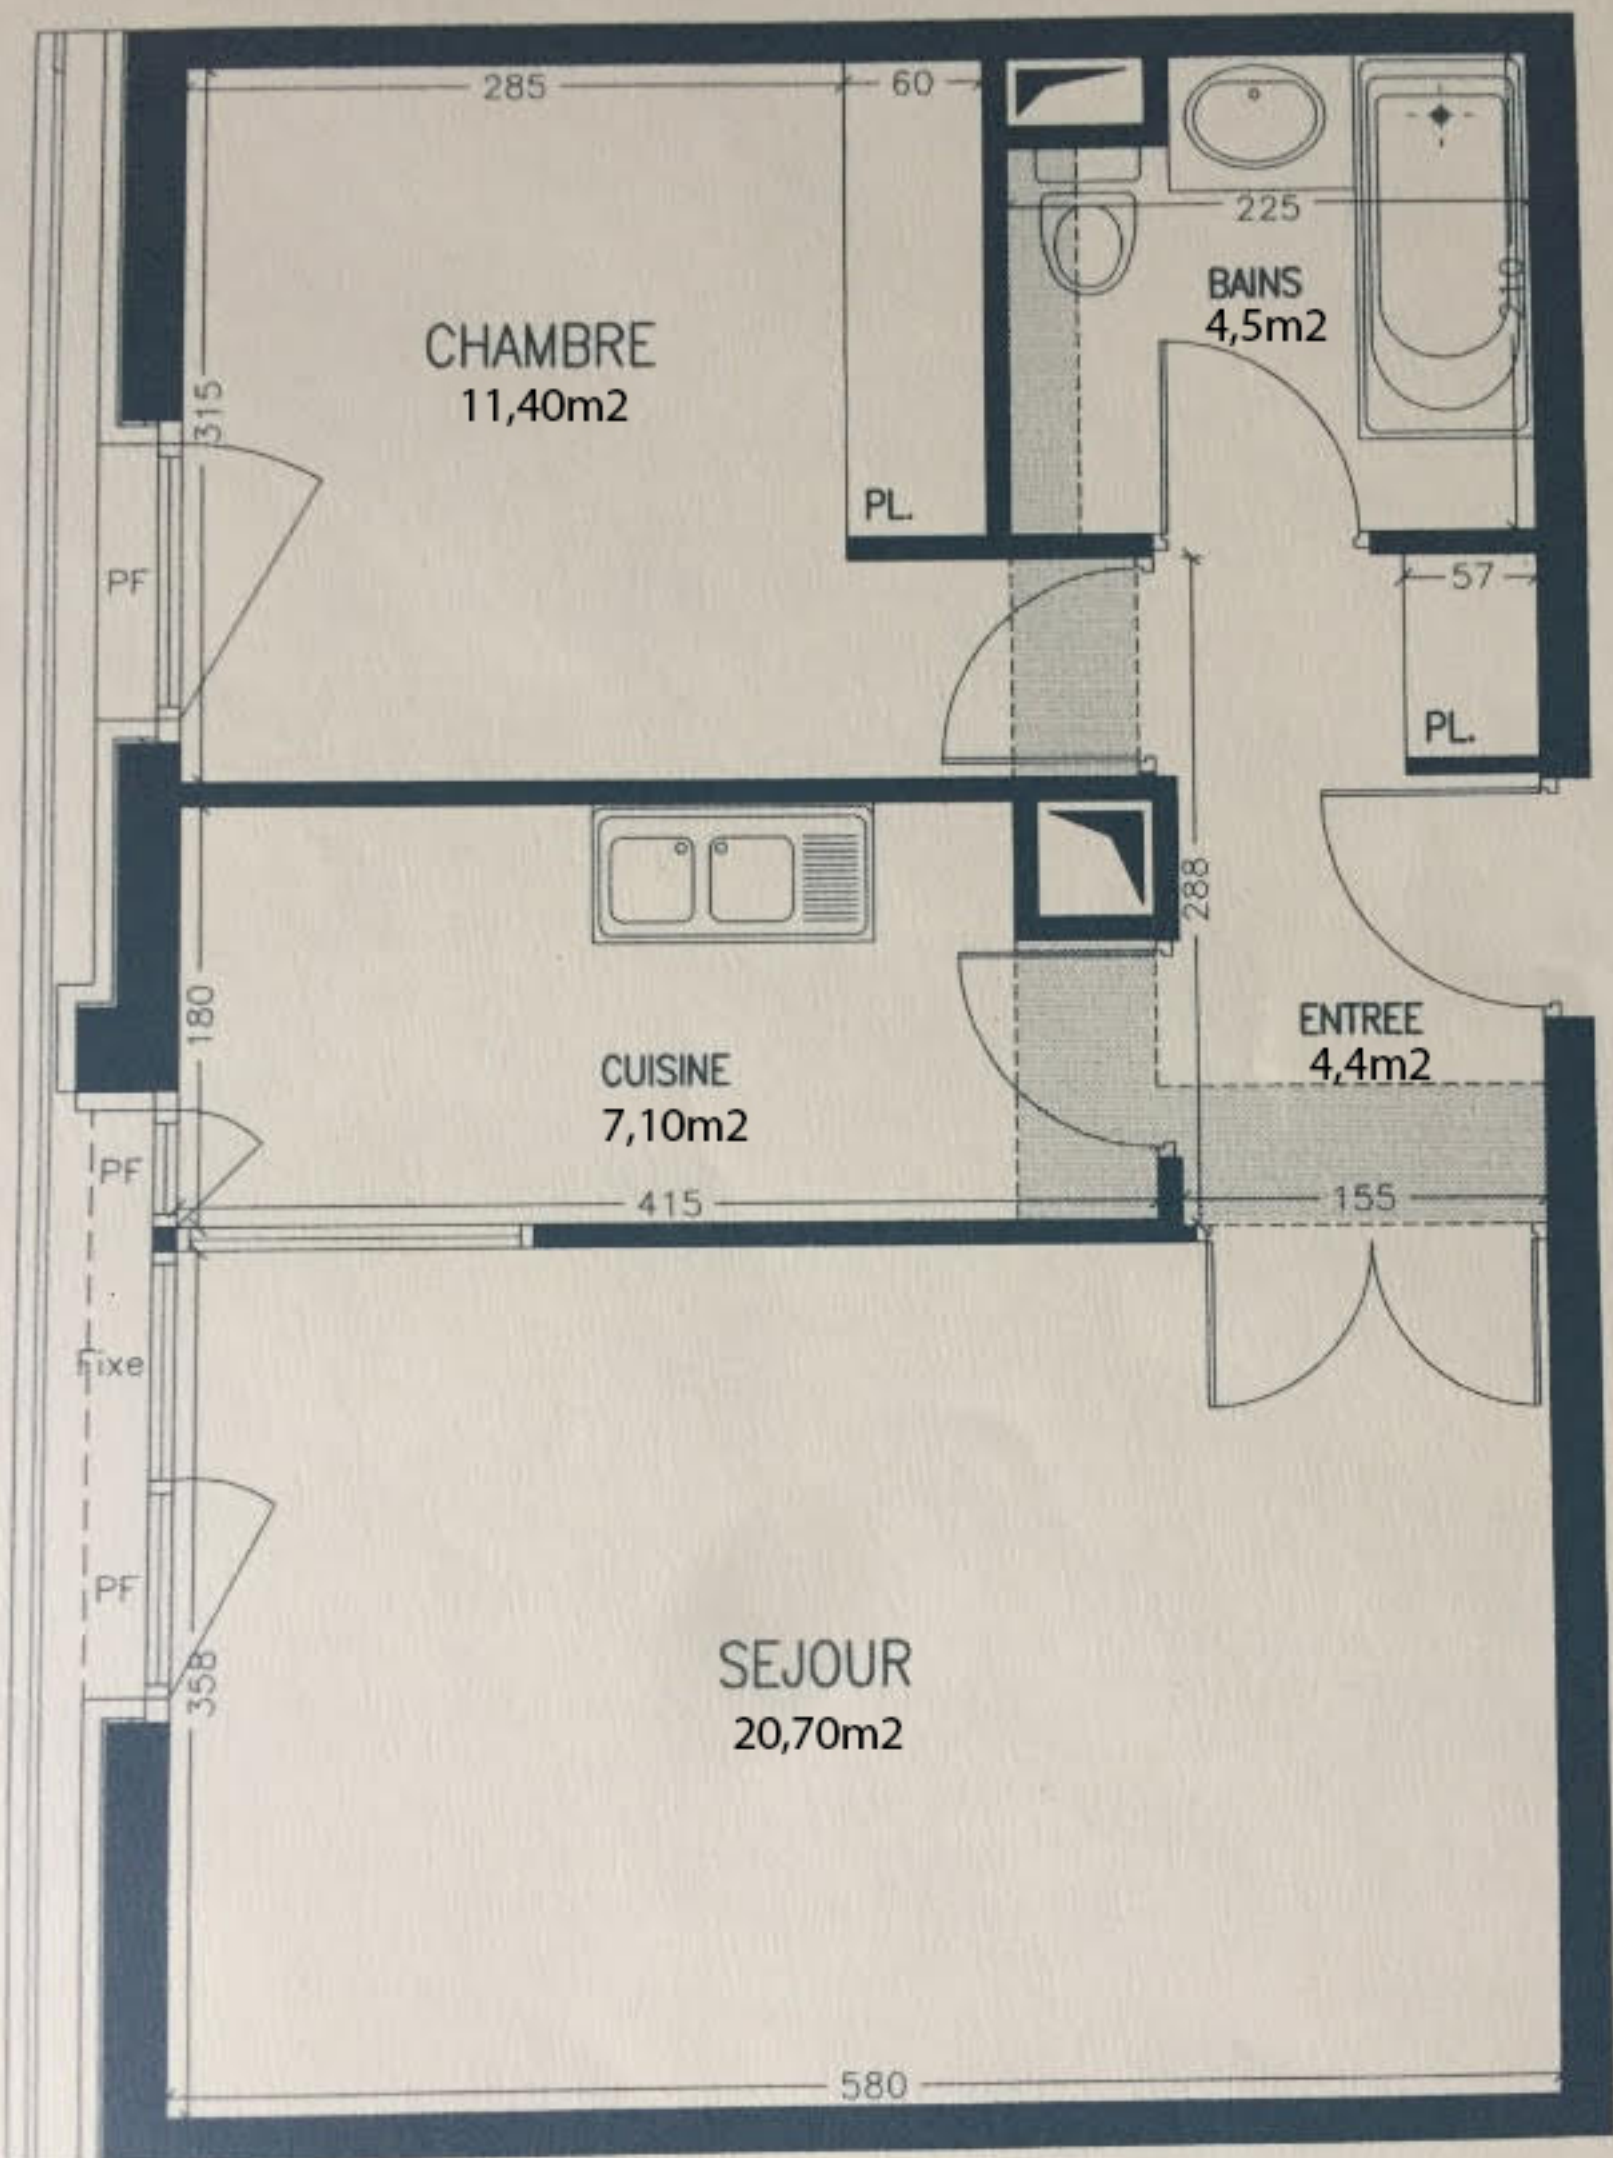 285
60
225
BAINS
4,5m2
210
CHAMBRE
11,40m2
315
PL.
PF
57
PL.
288
180
ENTREE
4,4m2
CUISINE
7,10m2
PF
415
155
Fixe
PF
358
SEJOUR
20,70m2
580